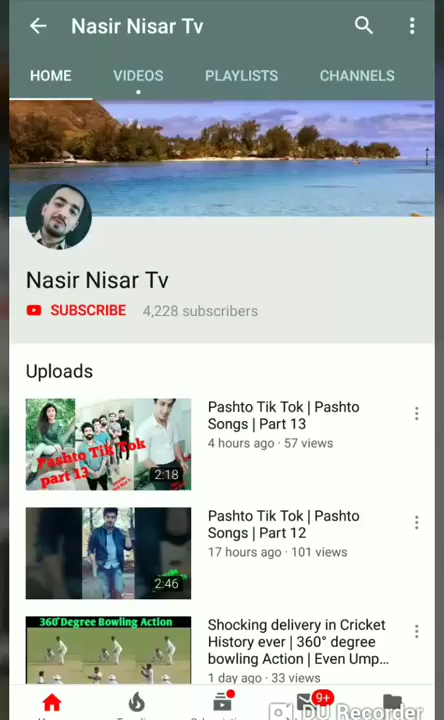 Nasir Nisar Tv
HOME VIDEOS PLAYLISTS CHANNELS
Nasir Nisar Tv
SUBSCRIBE 4,228 subscribers
Uploads
Pashto Tik Tok | Pashto
Songs | Part 13
4 hours ago · 57 views
Pashto Tik Tok
part 13
2:18
Pashto Tik Tok | Pashto
Songs | Part 12
17 hours ago · 101 views
2:46
360°Degree Bowling Action
Shocking delivery in Cricket
History ever | 360° degree
bowling Action | Even Ump...
1 day ago · 33 views
9+
DU Recorder